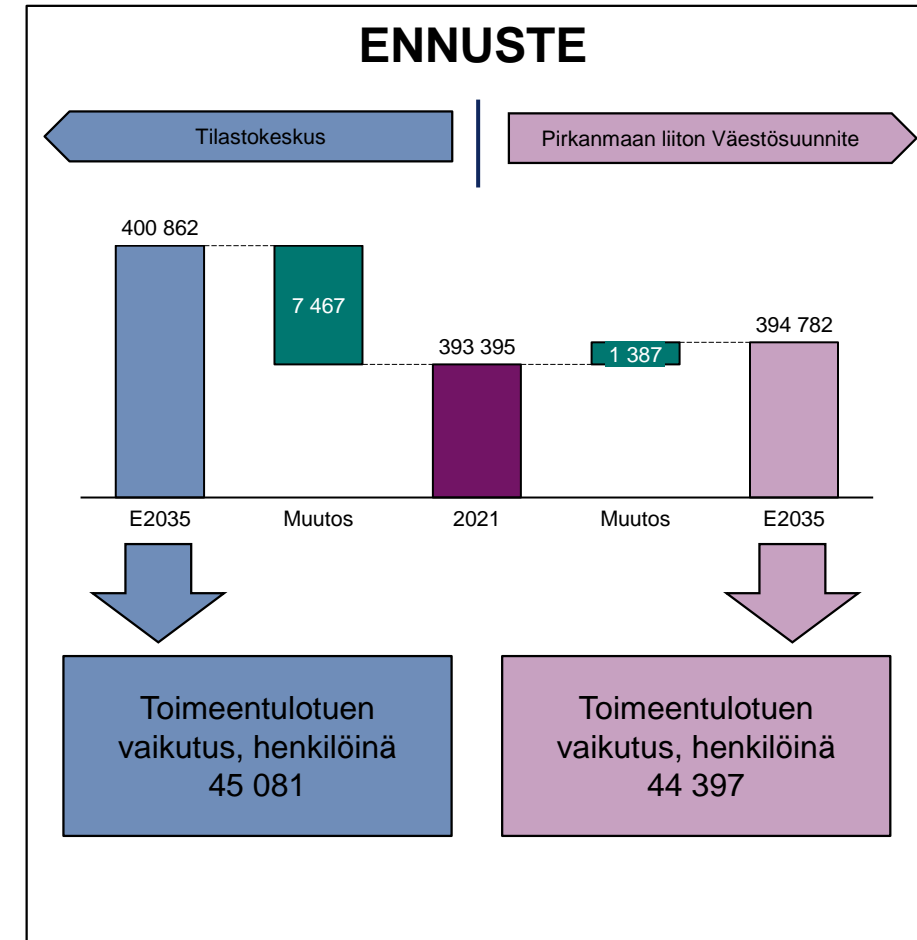 ENNUSTE
Tilastokeskus
Pirkanmaan liiton Väestösuunnite
400 862
7 467
393 395
1 387
394 782
E2035
Muutos
2021
Muutos
E2035
Toimeentulotuen
vaikutus, henkilöinä
45 081
Toimeentulotuen
vaikutus, henkilöinä
44 397